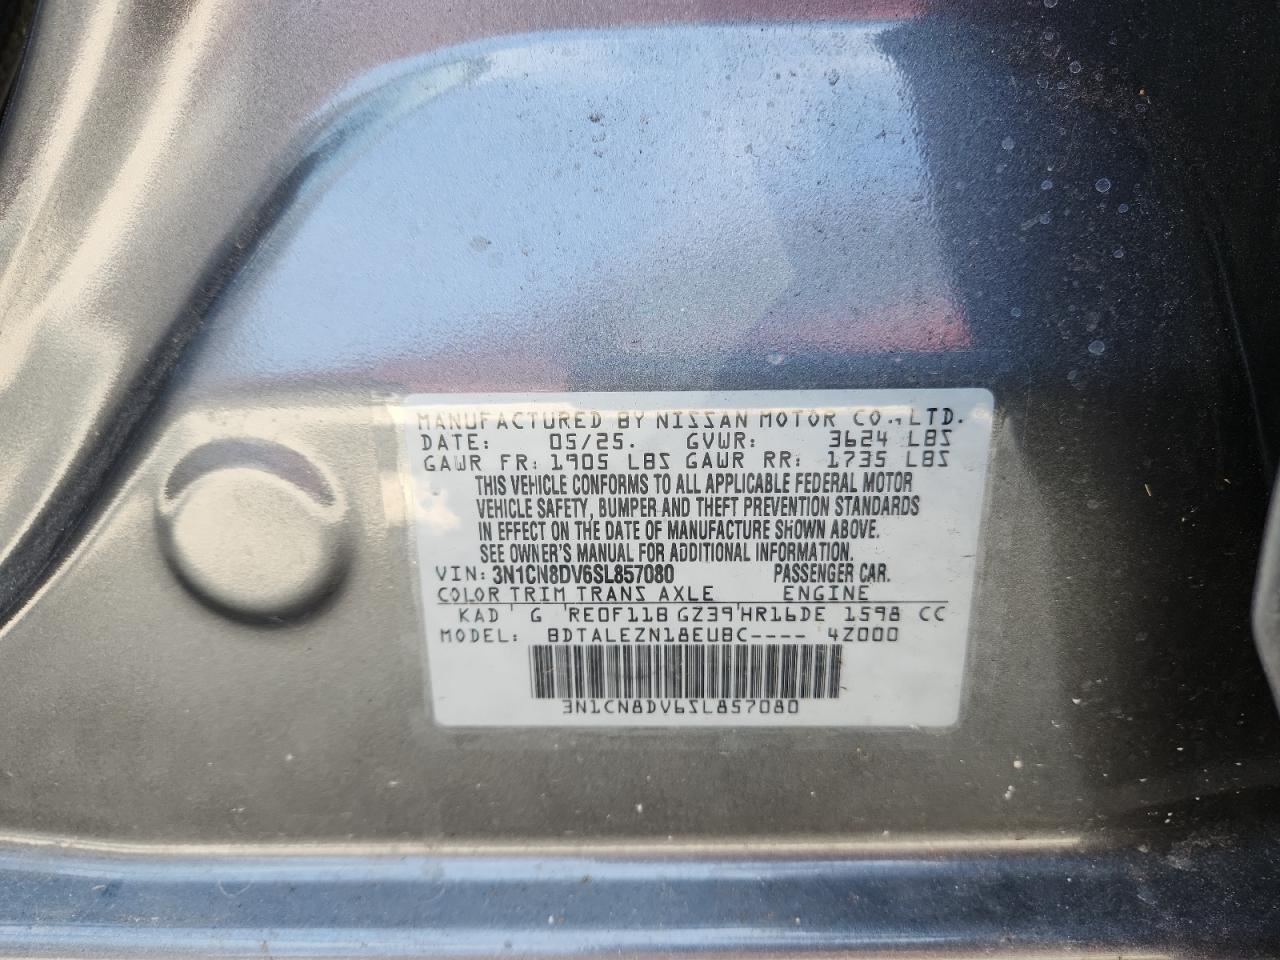 MANUFACTURED BY NISSAN MOTOR CO., LTD.
DATE: 05/25. GVWR: 3624 LBS
GAWR FR: 1905 LBS GAWR RR: 1735 LBS
THIS VEHICLE CONFORMS TO ALL APPLICABLE FEDERAL MOTOR
VEHICLE SAFETY, BUMPER AND THEFT PREVENTION STANDARDS
IN EFFECT ON THE DATE OF MANUFACTURE SHOWN ABOVE.
SEE OWNER'S MANUAL FOR ADDITIONAL INFORMATION.
VIN: 3N1CN8DV6SL857080 PASSENGER CAR.
COLOR TRIM TRANS AXLE ENGINE
KAD G RE0F11B GZ39 HR16DE 1598 CC
MODEL: BDTALEZN18EUBC---- 4Z000
3N1CN8DV6SL857080